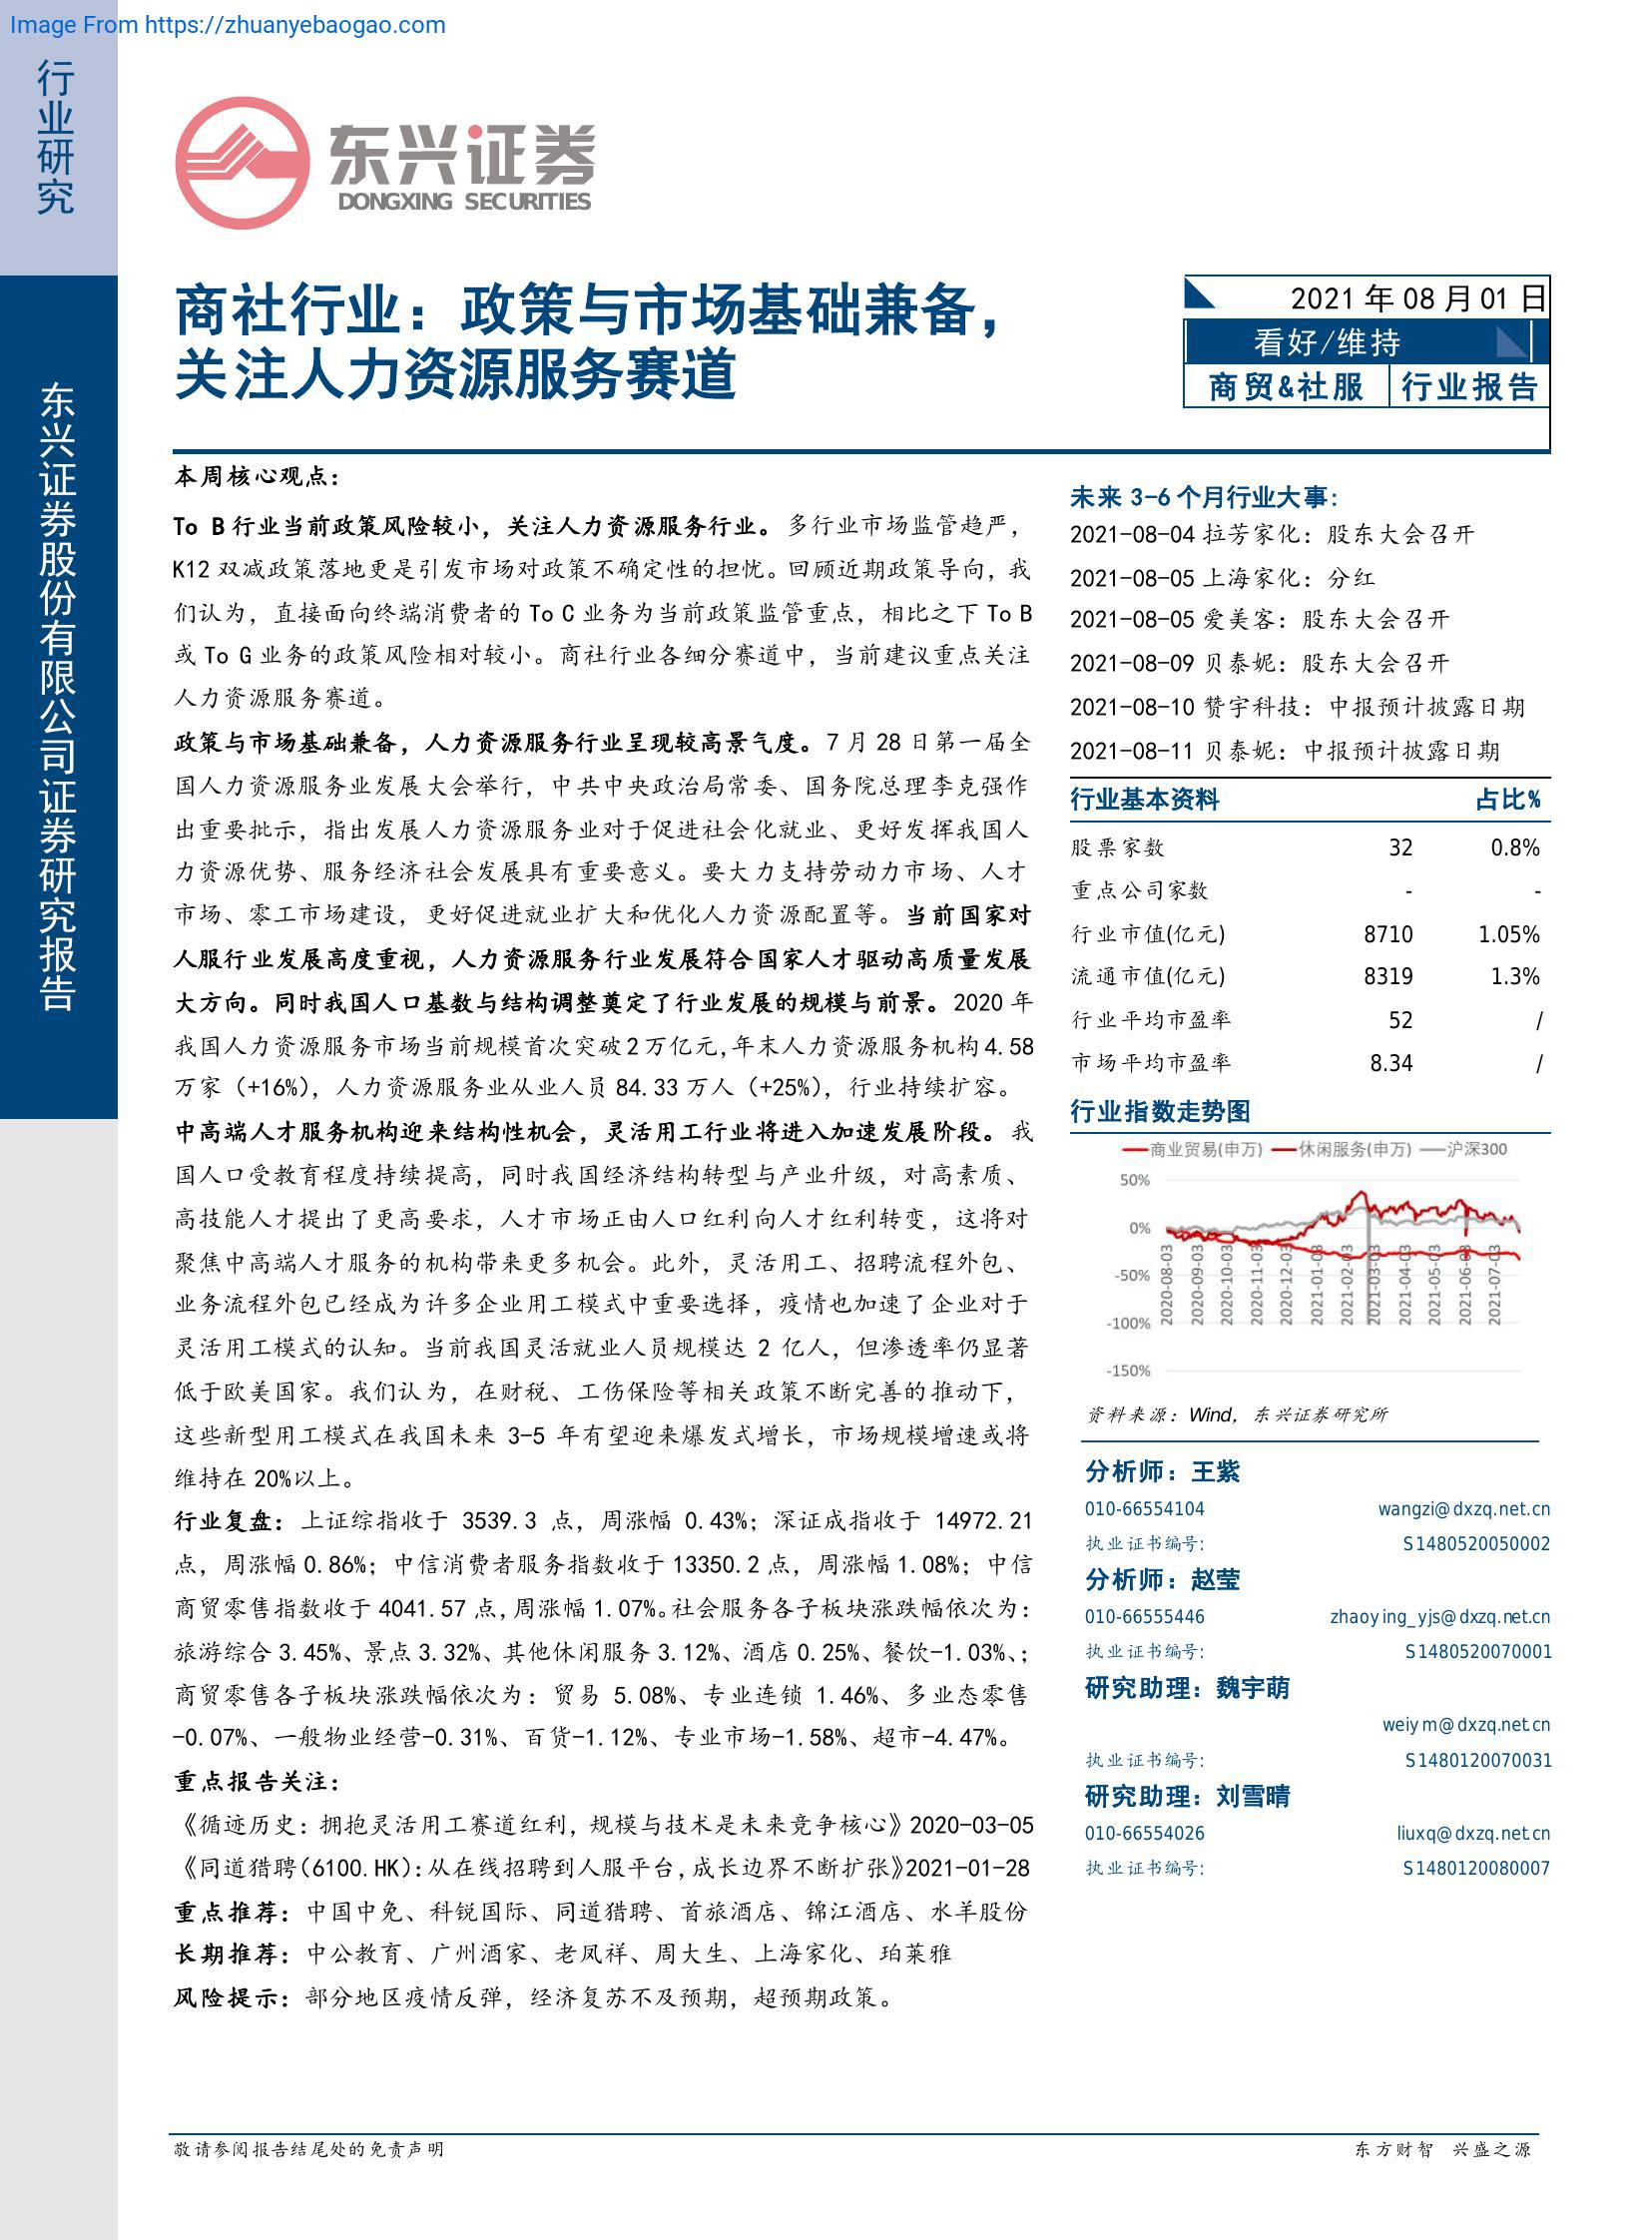 Image From https://zhuanyebaogao.com
行业研究
东兴证券股份有限公司证券研究报告
东兴证券
DONGXING SECURITIES
商社行业：政策与市场基础兼备，
关注人力资源服务赛道
2021 年 08 月 01 日
看好/维持
商贸&社服 行业报告
本周核心观点：
To B 行业当前政策风险较小，关注人力资源服务行业。多行业市场监管趋严，
K12 双减政策落地更是引发市场对政策不确定性的担忧。回顾近期政策导向，我
们认为，直接面向终端消费者的 To C 业务为当前政策监管重点，相比之下 To B
或 To G 业务的政策风险相对较小。商社行业各细分赛道中，当前建议重点关注
人力资源服务赛道。
政策与市场基础兼备，人力资源服务行业呈现较高景气度。7 月 28 日第一届全
国人力资源服务业发展大会举行，中共中央政治局常委、国务院总理李克强作
出重要批示，指出发展人力资源服务业对于促进社会化就业、更好发挥我国人
力资源优势、服务经济社会发展具有重要意义。要大力支持劳动力市场、人才
市场、零工市场建设，更好促进就业扩大和优化人力资源配置等。当前国家对
人服行业发展高度重视，人力资源服务行业发展符合国家人才驱动高质量发展
大方向。同时我国人口基数与结构调整奠定了行业发展的规模与前景。2020 年
我国人力资源服务市场当前规模首次突破 2 万亿元,年末人力资源服务机构 4.58
万家（+16%），人力资源服务业从业人员 84.33 万人（+25%），行业持续扩容。
中高端人才服务机构迎来结构性机会，灵活用工行业将进入加速发展阶段。我
国人口受教育程度持续提高，同时我国经济结构转型与产业升级，对高素质、
高技能人才提出了更高要求，人才市场正由人口红利向人才红利转变，这将对
聚焦中高端人才服务的机构带来更多机会。此外，灵活用工、招聘流程外包、
业务流程外包已经成为许多企业用工模式中重要选择，疫情也加速了企业对于
灵活用工模式的认知。当前我国灵活就业人员规模达 2 亿人，但渗透率仍显著
低于欧美国家。我们认为，在财税、工伤保险等相关政策不断完善的推动下，
这些新型用工模式在我国未来 3-5 年有望迎来爆发式增长，市场规模增速或将
维持在 20%以上。
行业复盘：上证综指收于 3539.3 点，周涨幅 0.43%；深证成指收于 14972.21
点，周涨幅 0.86%；中信消费者服务指数收于 13350.2 点，周涨幅 1.08%；中信
商贸零售指数收于 4041.57 点,周涨幅 1.07%。社会服务各子板块涨跌幅依次为：
旅游综合 3.45%、景点 3.32%、其他休闲服务 3.12%、酒店 0.25%、餐饮-1.03%、；
商贸零售各子板块涨跌幅依次为：贸易 5.08%、专业连锁 1.46%、多业态零售
-0.07%、一般物业经营-0.31%、百货-1.12%、专业市场-1.58%、超市-4.47%。
重点报告关注：
《循迹历史：拥抱灵活用工赛道红利，规模与技术是未来竞争核心》2020-03-05
《同道猎聘（6100.HK）：从在线招聘到人服平台,成长边界不断扩张》2021-01-28
重点推荐：中国中免、科锐国际、同道猎聘、首旅酒店、锦江酒店、水羊股份
长期推荐：中公教育、广州酒家、老凤祥、周大生、上海家化、珀莱雅
风险提示：部分地区疫情反弹，经济复苏不及预期，超预期政策。
未来 3-6 个月行业大事：
2021-08-04 拉芳家化：股东大会召开
2021-08-05 上海家化：分红
2021-08-05 爱美客：股东大会召开
2021-08-09 贝泰妮：股东大会召开
2021-08-10 赞宇科技：中报预计披露日期
2021-08-11 贝泰妮：中报预计披露日期
行业基本资料 占比%
股票家数 32 0.8%
重点公司家数 - -
行业市值(亿元) 8710 1.05%
流通市值(亿元) 8319 1.3%
行业平均市盈率 52 /
市场平均市盈率 8.34 /
行业指数走势图
商业贸易(申万) 休闲服务(申万) 沪深300
50%
0%
-50%
-100%
-150%
2020-08-03 2020-09-03 2020-10-03 2020-11-03 2020-12-03 2021-01-03 2021-02-03 2021-03-03 2021-04-03 2021-05-03 2021-06-03 2021-07-03
资料来源：Wind，东兴证券研究所
分析师：王紫
010-66554104 wangzi@dxzq.net.cn
执业证书编号: S1480520050002
分析师：赵莹
010-66555446 zhaoying_yjs@dxzq.net.cn
执业证书编号: S1480520070001
研究助理：魏宇萌
weiym@dxzq.net.cn
执业证书编号: S1480120070031
研究助理：刘雪晴
010-66554026 liuxq@dxzq.net.cn
执业证书编号: S1480120080007
敬请参阅报告结尾处的免责声明
东方财智 兴盛之源